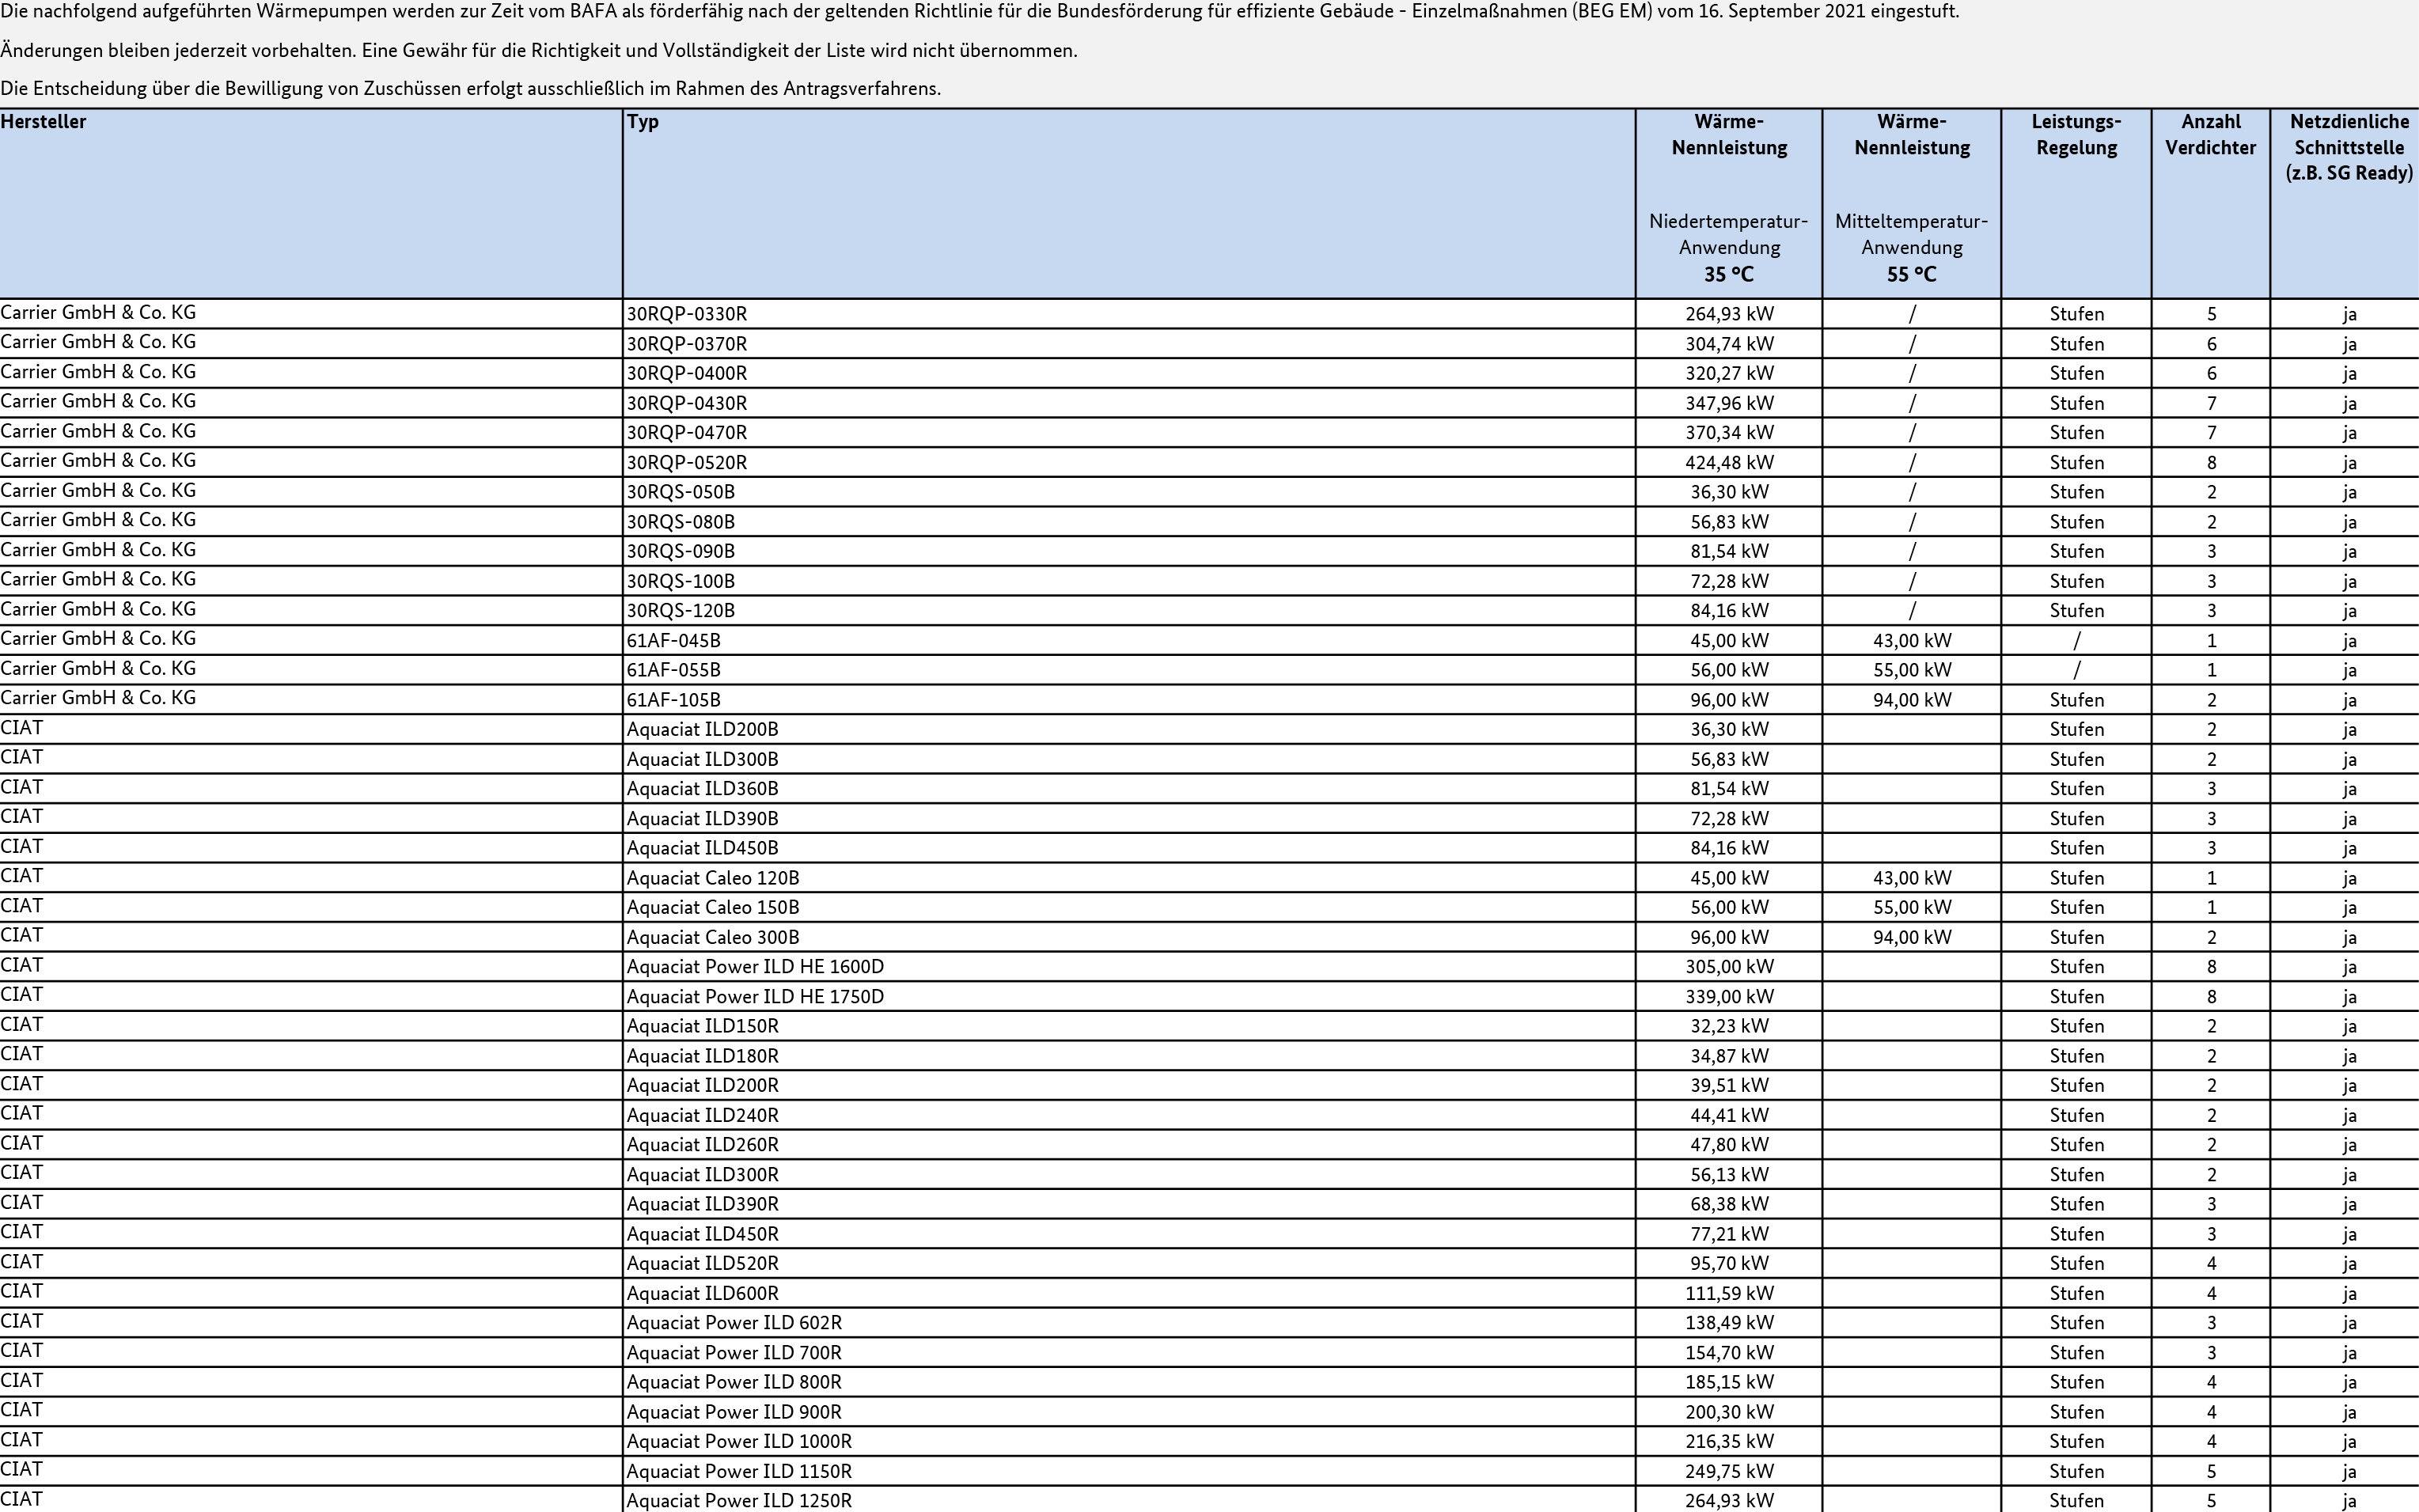 Die nachfolgend aufgeführten Wärmepumpen werden zur Zeit vom BAFA als förderfähig nach der geltenden Richtlinie für die Bundesförderung für effiziente Gebäude - Einzelmaßnahmen (BEG EM) vom 16. September 2021 eingestuft.
Änderungen bleiben jederzeit vorbehalten. Eine Gewähr für die Richtigkeit und Vollständigkeit der Liste wird nicht übernommen.
Die Entscheidung über die Bewilligung von Zuschüssen erfolgt ausschließlich im Rahmen des Antragsverfahrens.
Hersteller Typ Wärme- Wärme- Leistungs- Anzahl Netzdienliche
Nennleistung Nennleistung Regelung Verdichter Schnittstelle
(z.B. SG Ready)
Niedertemperatur- Mitteltemperatur-
Anwendung Anwendung
35 °C 55 °C
Carrier GmbH & Co. KG 30RQP-0330R 264,93 kW / Stufen 5 ja
Carrier GmbH & Co. KG 30RQP-0370R 304,74 kW / Stufen 6 ja
Carrier GmbH & Co. KG 30RQP-0400R 320,27 kW / Stufen 6 ja
Carrier GmbH & Co. KG 30RQP-0430R 347,96 kW / Stufen 7 ja
Carrier GmbH & Co. KG 30RQP-0470R 370,34 kW / Stufen 7 ja
Carrier GmbH & Co. KG 30RQP-0520R 424,48 kW / Stufen 8 ja
Carrier GmbH & Co. KG 30RQS-050B 36,30 kW / Stufen 2 ja
Carrier GmbH & Co. KG 30RQS-080B 56,83 kW / Stufen 2 ja
Carrier GmbH & Co. KG 30RQS-090B 81,54 kW / Stufen 3 ja
Carrier GmbH & Co. KG 30RQS-100B 72,28 kW / Stufen 3 ja
Carrier GmbH & Co. KG 30RQS-120B 84,16 kW / Stufen 3 ja
Carrier GmbH & Co. KG 61AF-045B 45,00 kW 43,00 kW / 1 ja
Carrier GmbH & Co. KG 61AF-055B 56,00 kW 55,00 kW / 1 ja
Carrier GmbH & Co. KG 61AF-105B 96,00 kW 94,00 kW Stufen 2 ja
CIAT Aquaciat ILD200B 36,30 kW Stufen 2 ja
CIAT Aquaciat ILD300B 56,83 kW Stufen 2 ja
CIAT Aquaciat ILD360B 81,54 kW Stufen 3 ja
CIAT Aquaciat ILD390B 72,28 kW Stufen 3 ja
CIAT Aquaciat ILD450B 84,16 kW Stufen 3 ja
CIAT Aquaciat Caleo 120B 45,00 kW 43,00 kW Stufen 1 ja
CIAT Aquaciat Caleo 150B 56,00 kW 55,00 kW Stufen 1 ja
CIAT Aquaciat Caleo 300B 96,00 kW 94,00 kW Stufen 2 ja
CIAT Aquaciat Power ILD HE 1600D 305,00 kW Stufen 8 ja
CIAT Aquaciat Power ILD HE 1750D 339,00 kW Stufen 8 ja
CIAT Aquaciat ILD150R 32,23 kW Stufen 2 ja
CIAT Aquaciat ILD180R 34,87 kW Stufen 2 ja
CIAT Aquaciat ILD200R 39,51 kW Stufen 2 ja
CIAT Aquaciat ILD240R 44,41 kW Stufen 2 ja
CIAT Aquaciat ILD260R 47,80 kW Stufen 2 ja
CIAT Aquaciat ILD300R 56,13 kW Stufen 2 ja
CIAT Aquaciat ILD390R 68,38 kW Stufen 3 ja
CIAT Aquaciat ILD450R 77,21 kW Stufen 3 ja
CIAT Aquaciat ILD520R 95,70 kW Stufen 4 ja
CIAT Aquaciat ILD600R 111,59 kW Stufen 4 ja
CIAT Aquaciat Power ILD 602R 138,49 kW Stufen 3 ja
CIAT Aquaciat Power ILD 700R 154,70 kW Stufen 3 ja
CIAT Aquaciat Power ILD 800R 185,15 kW Stufen 4 ja
CIAT Aquaciat Power ILD 900R 200,30 kW Stufen 4 ja
CIAT Aquaciat Power ILD 1000R 216,35 kW Stufen 4 ja
CIAT Aquaciat Power ILD 1150R 249,75 kW Stufen 5 ja
CIAT Aquaciat Power ILD 1250R 264,93 kW Stufen 5 ja